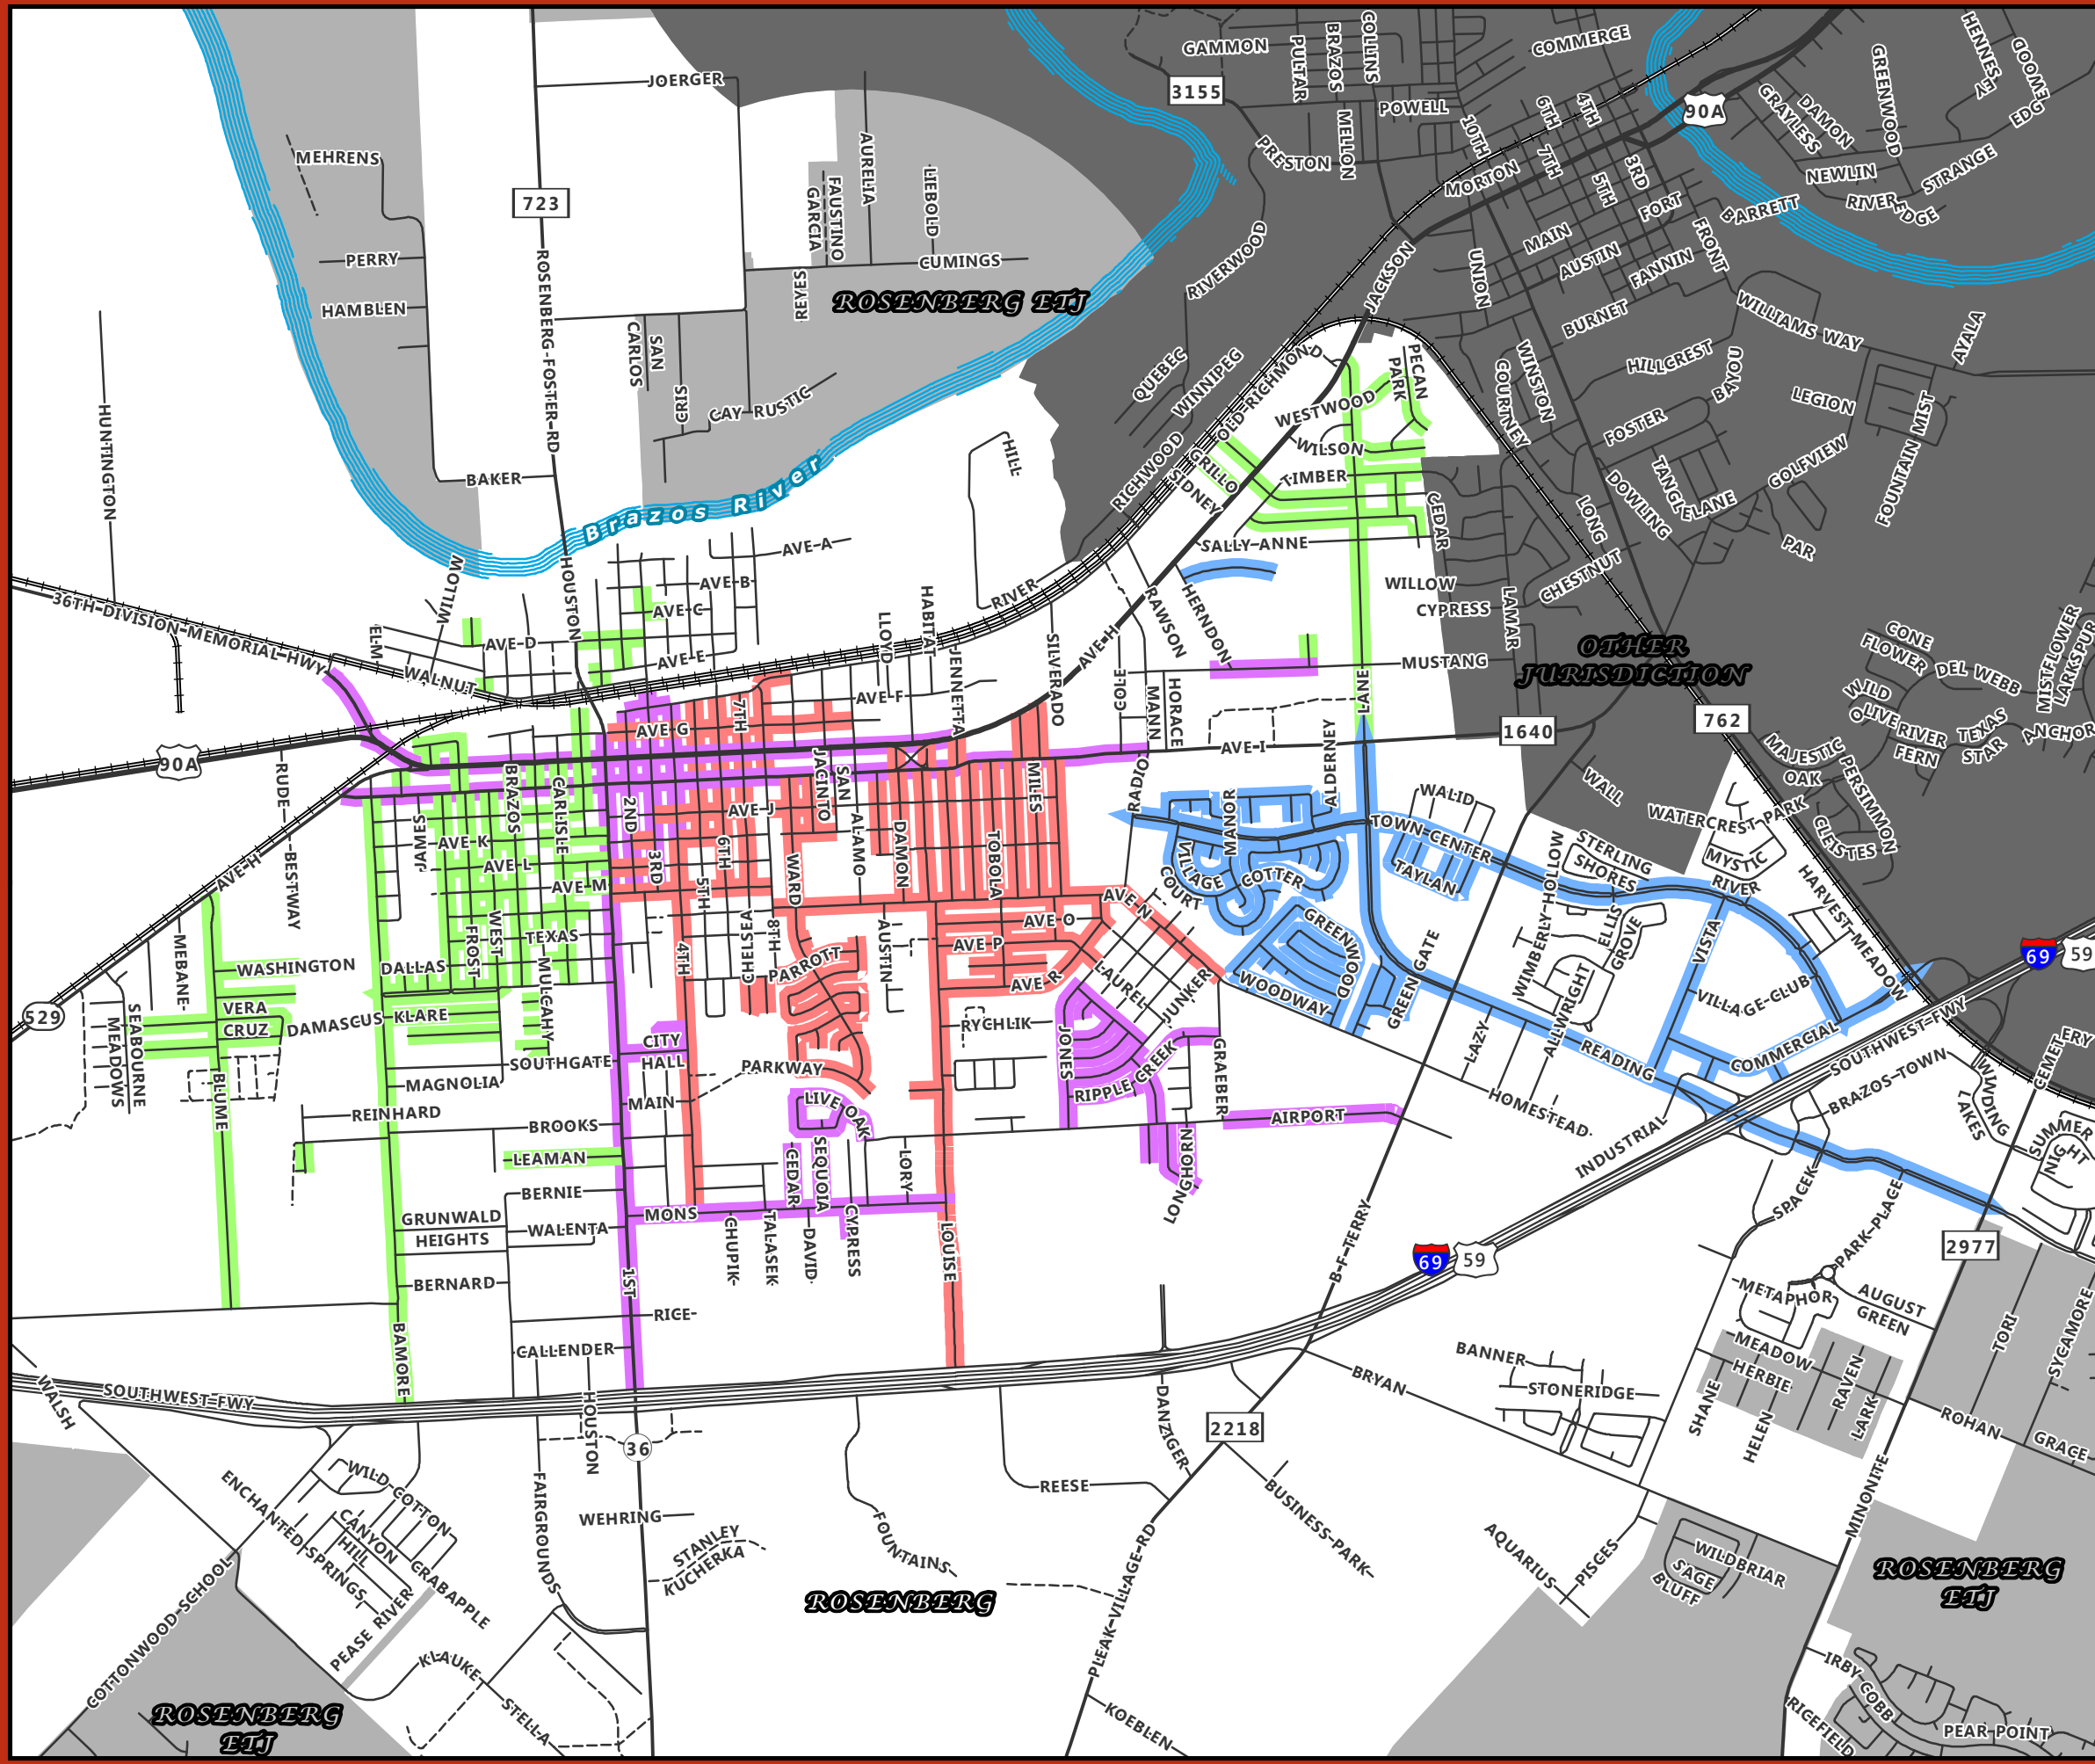 GAMMON
PULTAR
BRAZOS
COLLINS
COMMERCE
HENNESEY
EDGEWOOD
GREENWOOD
JOERGER
3155
POWELL
6TH
4TH
90A
GRAYLESS
DAMON
MEHRENS
AURELIA
MELLON
10TH
PRESTON
7TH
3RD
MORTON
5TH
NEWLIN
STRANGE
723
GARCIA
FAUSTINO
LIEBOLD
FORT
BARRETT
RIVER EDGE
PERRY
CUMINGS
RIVERWOOD
MAIN
AUSTIN
FANNIN
FRONT
UNION
HAMBLEN
ROSENBERG-FOSTER-RD
REYES
ROSENBERG ETJ
JACKSON
BURNET
WILLIAMS WAY
AYALA
SAN
CARLOS
CRIS
CAY RUSTIC
QUEBEC
WINNIPEG
OLD-RICHMOND
WESTWOOD
PECAN
PARK
COURTNEY
WINSTON
HILLCREST
BAYOU
LEGION
FOUNTAIN MIST
HUNTINGTON
BAKER
HILL
RICHWOOD
GRILLO
SIDNEY
WILSON
TIMBER
CEDAR
FOSTER
GOLFVIEW
TANGLELANE
DOWLING
LONG
PAR
Brazos River
AVE-A
SALLY-ANNE
36TH-DIVISION-MEMORIAL-HWY
WILLOW
HOUSTON
AVE-B
AVE-C
HABITAT
RIVER
RAWSON
HERNDON
WILLOW
CYPRESS
LAMAR
CHESTNUT
ELM
AVE-D
AVE-E
LLOYD
JENNETTA
SILVERADO
AVE-H
MUSTANG
OTHER
JURISDICTION
CONE
FLOWER
DEL WEBB
MISTFLOWER
LARKSPUR
WALNUT
AVE-F
COLE
MANN
HORACE
LANE
WILD
OLIVE
RIVER
FERN
TEXAS
STAR
ANCHOR
90A
AVE G
7TH
AVE-I
ALDERNEY
1640
762
MAJESTIC
OAK
PERSIMMON
RUDE
BRAZOS
CARLISLE
2ND
JACINTO
SAN
MILES
RADIO
WALID
WALL
WATERCREST-PARK
AVE J
TOWN-CENTER
AVE K
AVE L
AVE M
BESTWAY
AVE-H
3RD
6TH
5TH
WARD
ALAMO
DAMON
TOBOLA
MANOR
VILLAGE
COURT
COTTER
TAYLAN
WIMBERLY-HOLLOW
STERLING
SHORES
MYSTIC
RIVER
HARVEST-MEADOW
MEBANE
WASHINGTON
DALLAS
FROST
WEST
TEXAS
MULCAHY
4TH
CHELSEA
8TH
PARROTT
AUSTIN
AVE O
AVE P
AVE R
AVE N
LAUREL
JUNKER
GREENWOOD
WOODWAY
GREEN GATE
ELLIS
GROVE
ALLWRIGHT
VISTA
VILLAGE-CLUB
69
59
529
VERA
CRUZ
DAMASCUS
KLARE
SEABOURNE
MEADOWS
BLUME
SOUTHGATE
MAGNOLIA
REINHARD
BROOKS
CITY
HALL
PARKWAY
MAIN
RYCHLIK
JONES
RIPPLE CREEK
GRAEBER
LAZY
READING
COMMERCIAL
SOUTHWEST-FWY
BRAZOS-TOWN
HOMESTEAD
AIRPORT
LIVE OAK
LEAMAN
BERNIE
SEQUOIA
CEDAR
LORY
LONGHORN
INDUSTRIAL
WINDING
LAKES
SUMMER
NIGHT
GRUNWALD
HEIGHTS
WALENTA
MONS
CHUPIK
TALASEK
DAVID
CYPRESS
LOUISE
B-F-TERRY
SPACEK
PARK-PLACE
2977
69
59
BERNARD
BAMORE
1ST
RICE
CALLENDER
METAPHOR
AUGUST
GREEN
TORI
SYCAMORE
WALSH
SOUTHWEST FWY
HOUSTON
DANZIGER
BRYAN
BANNER
STONERIDGE
MEADOW
HERBIE
SHANE
HELEN
RAVEN
LARK
ROHAN
GRACE
36
2218
WILD-COTTON
ENCHANTED-SPRINGS
CANYON
HILL
CRABAPPLE
PEASE RIVER
FAIRGROUNDS
WEHRING
STANLEY
KUCHERKA
REESE
FOUNTAINS
BUSINESS-PARK
AQUARIUS
PISCES
WILDBRIAR
SAGE
BLUFF
MINONITE
ROSENBERG
ROSENBERG
ETJ
COTTONWOOD-SCHOOL
KLAUKE
STELLA
PLEAK-VILLAGE-RD
KOEBLEN
IRBY
COBB
RICEFIELD
PEAR POINT
ROSENBERG
ETJ